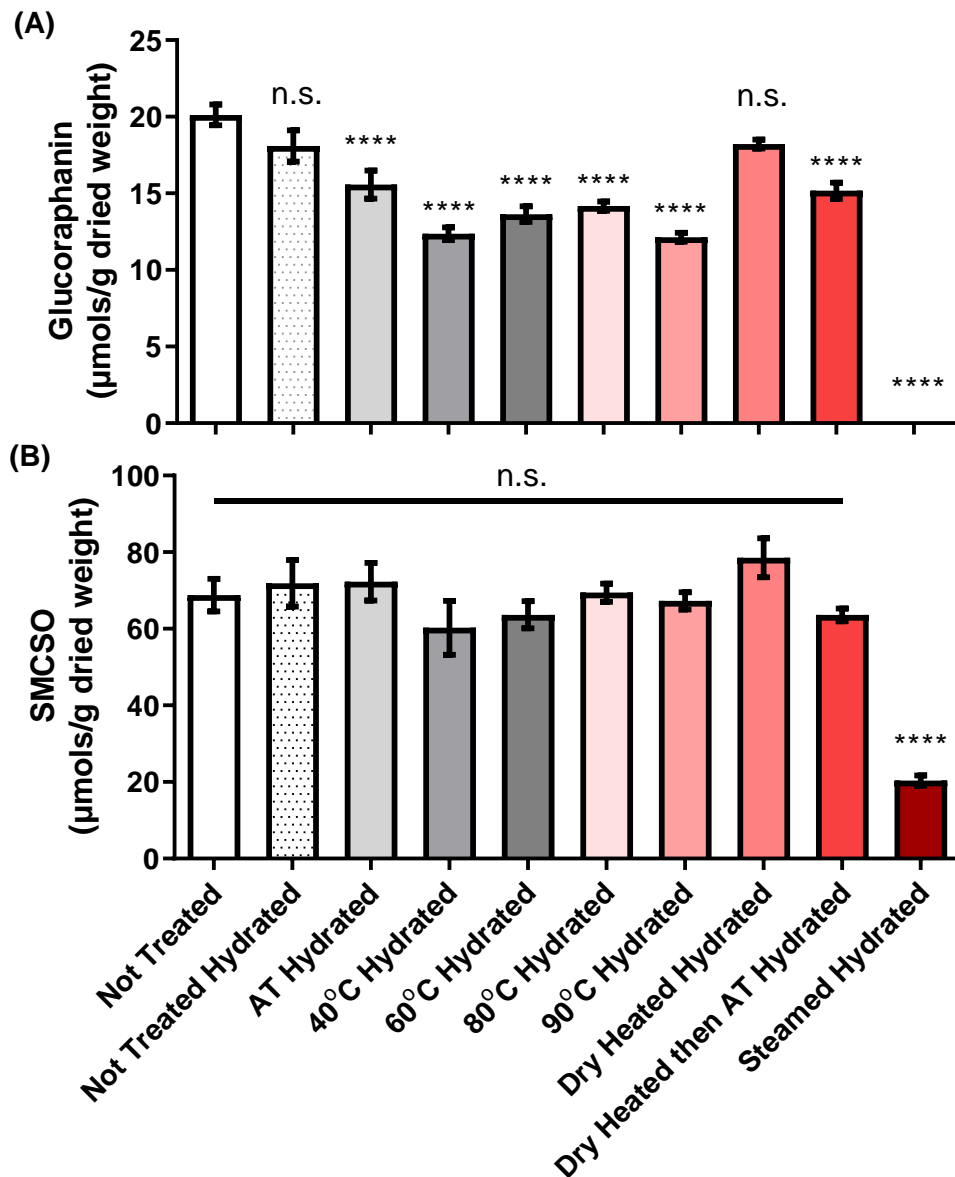 (A)
Glucoraphanin
(µmols/g dried weight)
25
20
15
10
5
0
n.s.
****
****
****
****
****
n.s.
****
****
(B)
SMCSO
(µmols/g dried weight)
100
80
60
40
20
0
n.s.
****
Not Treated
Not Treated Hydrated
AT Hydrated
40°C Hydrated
60°C Hydrated
80°C Hydrated
90°C Hydrated
Dry Heated Hydrated
Dry Heated then AT Hydrated
Steamed Hydrated